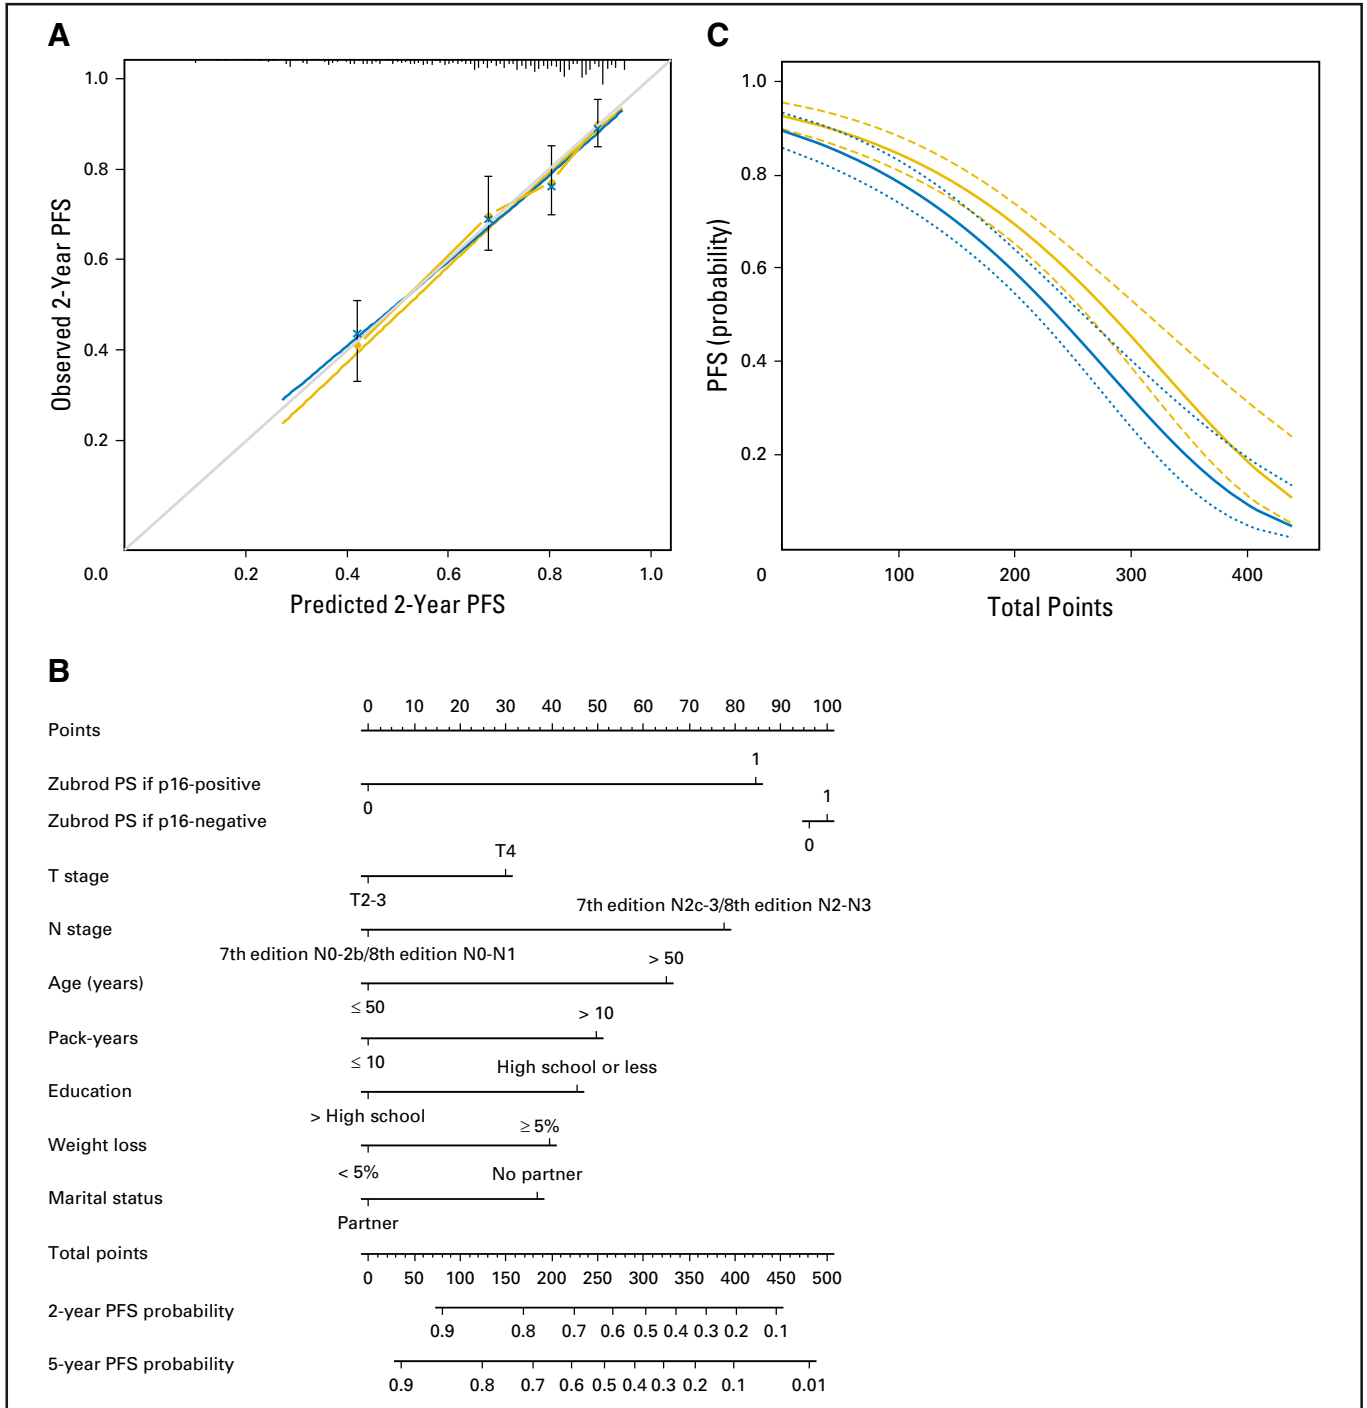 A
C
1.0
0.8
0.6
0.4
0.2
0.0
0.2
0.4
0.6
0.8
1.0
Observed 2-Year PFS
Predicted 2-Year PFS
1.0
0.8
0.6
0.4
0.2
0
100
200
300
400
PFS (probability)
Total Points
B
Points
0 10 20 30 40 50 60 70 80 90 100
Zubrod PS if p16-positive
1
0
Zubrod PS if p16-negative
1
0
T stage
T4
T2-3
N stage
7th edition N2c-3/8th edition N2-N3
7th edition N0-2b/8th edition N0-N1
Age (years)
> 50
≤ 50
Pack-years
> 10
≤ 10
Education
High school or less
> High school
Weight loss
≥ 5%
< 5%
Marital status
No partner
Partner
Total points
0 50 100 150 200 250 300 350 400 450 500
2-year PFS probability
0.9 0.8 0.7 0.6 0.5 0.4 0.3 0.2 0.1
5-year PFS probability
0.9 0.8 0.7 0.6 0.5 0.4 0.3 0.2 0.1 0.01